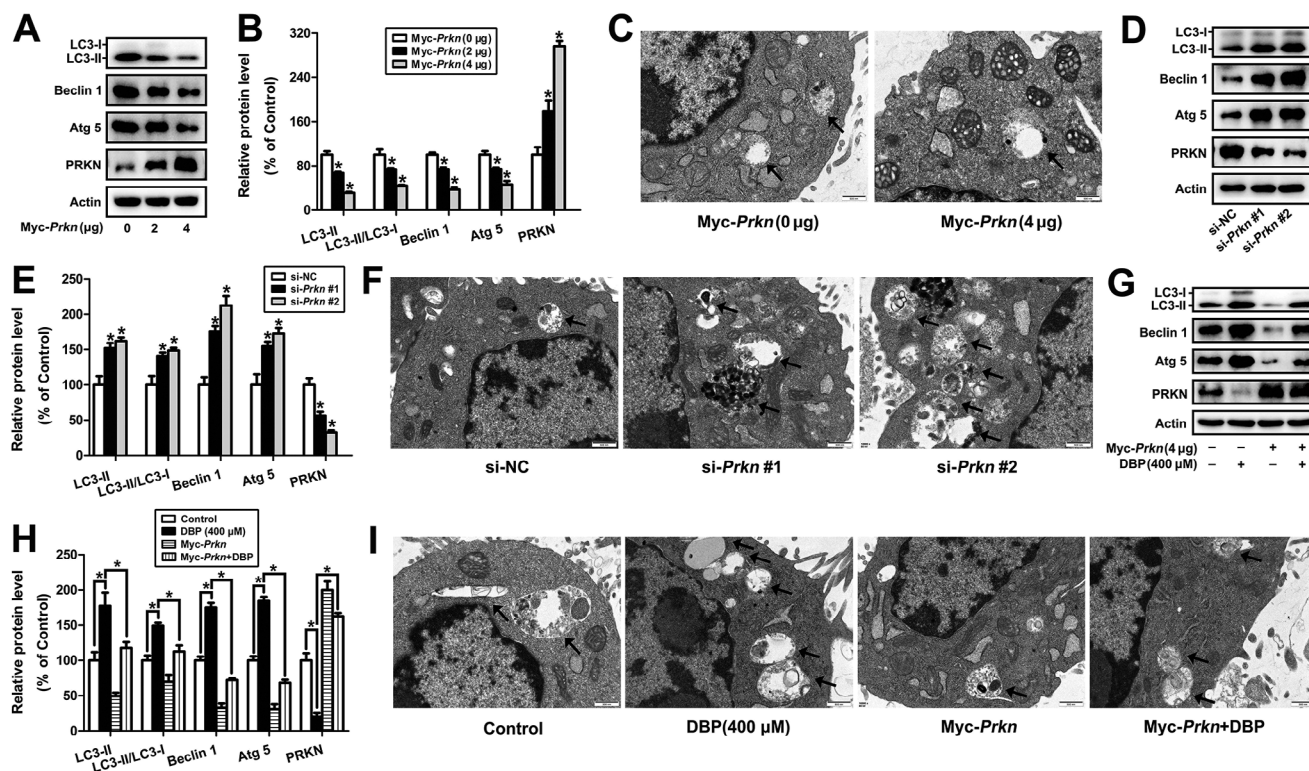 A
LC3-I
LC3-II
Beclin 1
Atg 5
PRKN
Actin
Myc-Prkn (µg) 0 2 4
B
Relative protein level
(% of Control)
320
240
160
80
0
Myc-Prkn (0 µg)
Myc-Prkn (2 µg)
Myc-Prkn (4 µg)
* * * * * * * * * *
LC3-II LC3-II/LC3-I Beclin 1 Atg 5 PRKN
C
Myc-Prkn (0 µg) Myc-Prkn (4 µg)
D
LC3-I
LC3-II
Beclin 1
Atg 5
PRKN
Actin
si-NC si-Prkn #1 si-Prkn #2
E
Relative protein level
(% of Control)
250
200
150
100
50
0
si-NC
si-Prkn #1
si-Prkn #2
* * * * * * * * * *
LC3-II LC3-II/LC3-I Beclin 1 Atg 5 PRKN
F
si-NC si-Prkn #1 si-Prkn #2
G
LC3-I
LC3-II
Beclin 1
Atg 5
PRKN
Actin
Myc-Prkn (4 µg) – – + +
DBP (400 µM) – + – +
H
Relative protein level
(% of Control)
250
200
150
100
50
0
Control
DBP (400 µM)
Myc-Prkn
Myc-Prkn+DBP
* * * * * * * * * *
LC3-II LC3-II/LC3-I Beclin 1 Atg 5 PRKN
I
Control DBP(400 µM) Myc-Prkn Myc-Prkn+DBP